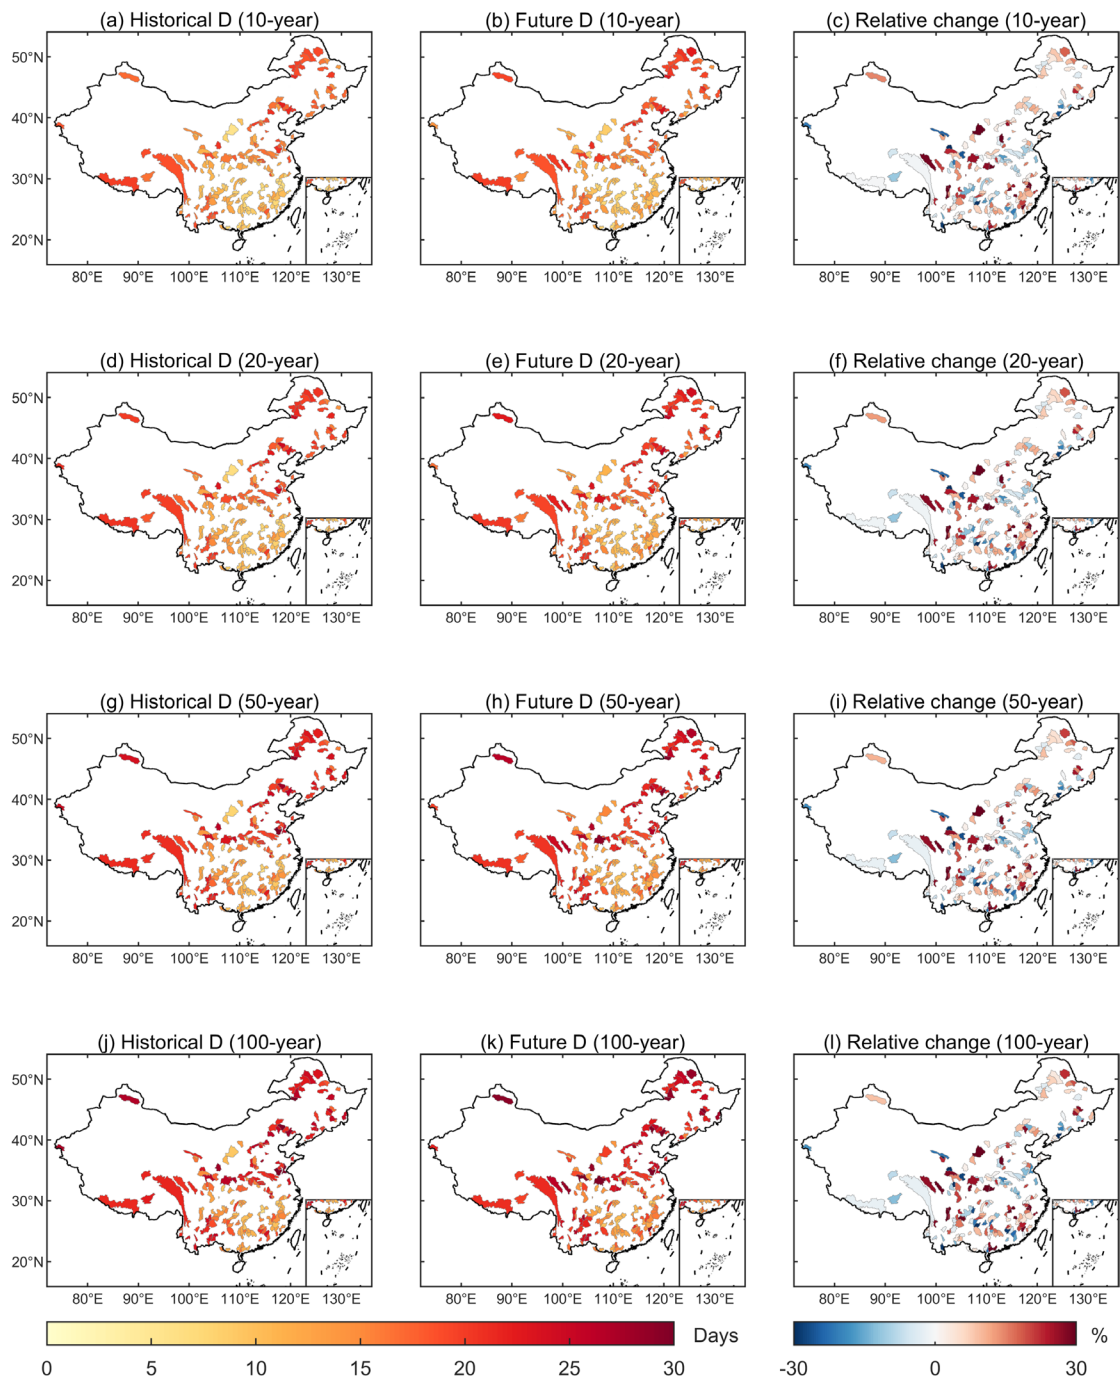 (a) Historical D (10-year) (b) Future D (10-year) (c) Relative change (10-year)
50°N
40°N
30°N
20°N
80°E 90°E 100°E 110°E 120°E 130°E 80°E 90°E 100°E 110°E 120°E 130°E 80°E 90°E 100°E 110°E 120°E 130°E
(d) Historical D (20-year) (e) Future D (20-year) (f) Relative change (20-year)
50°N
40°N
30°N
20°N
80°E 90°E 100°E 110°E 120°E 130°E 80°E 90°E 100°E 110°E 120°E 130°E 80°E 90°E 100°E 110°E 120°E 130°E
(g) Historical D (50-year) (h) Future D (50-year) (i) Relative change (50-year)
50°N
40°N
30°N
20°N
80°E 90°E 100°E 110°E 120°E 130°E 80°E 90°E 100°E 110°E 120°E 130°E 80°E 90°E 100°E 110°E 120°E 130°E
(j) Historical D (100-year) (k) Future D (100-year) (l) Relative change (100-year)
50°N
40°N
30°N
20°N
80°E 90°E 100°E 110°E 120°E 130°E 80°E 90°E 100°E 110°E 120°E 130°E 80°E 90°E 100°E 110°E 120°E 130°E
Days %
0 5 10 15 20 25 30 -30 0 30